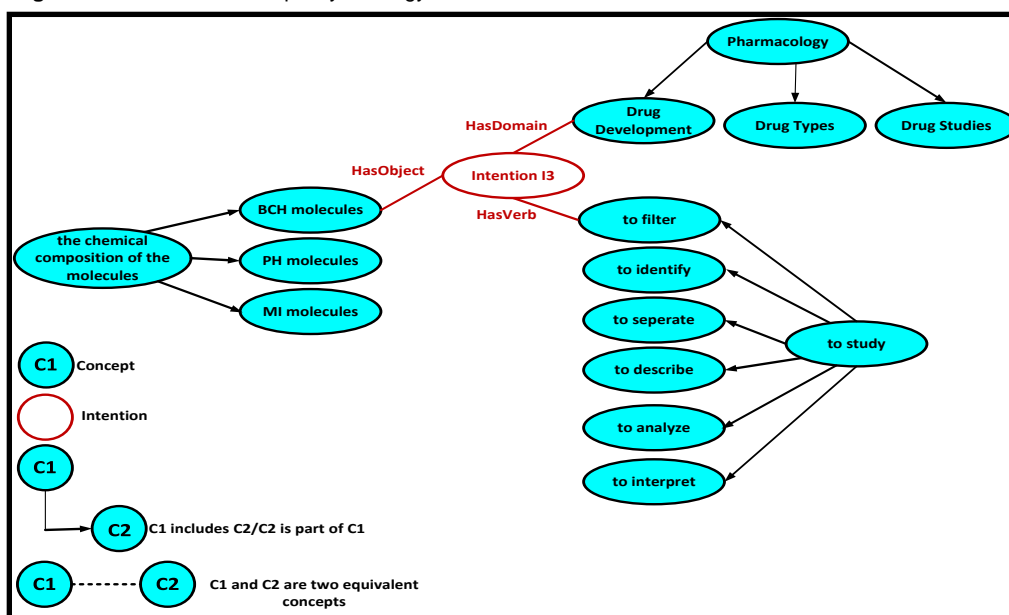 Pharmacology
Drug
Development
Drug Types
Drug Studies
HasDomain
HasObject
Intention I3
HasVerb
BCH molecules
the chemical
composition of the
molecules
PH molecules
MI molecules
to filter
to identify
to seperate
to describe
to analyze
to interpret
to study
C1
Concept
Intention
C1
C2
C1 includes C2/C2 is part of C1
C1
C2
C1 and C2 are two equivalent
concepts